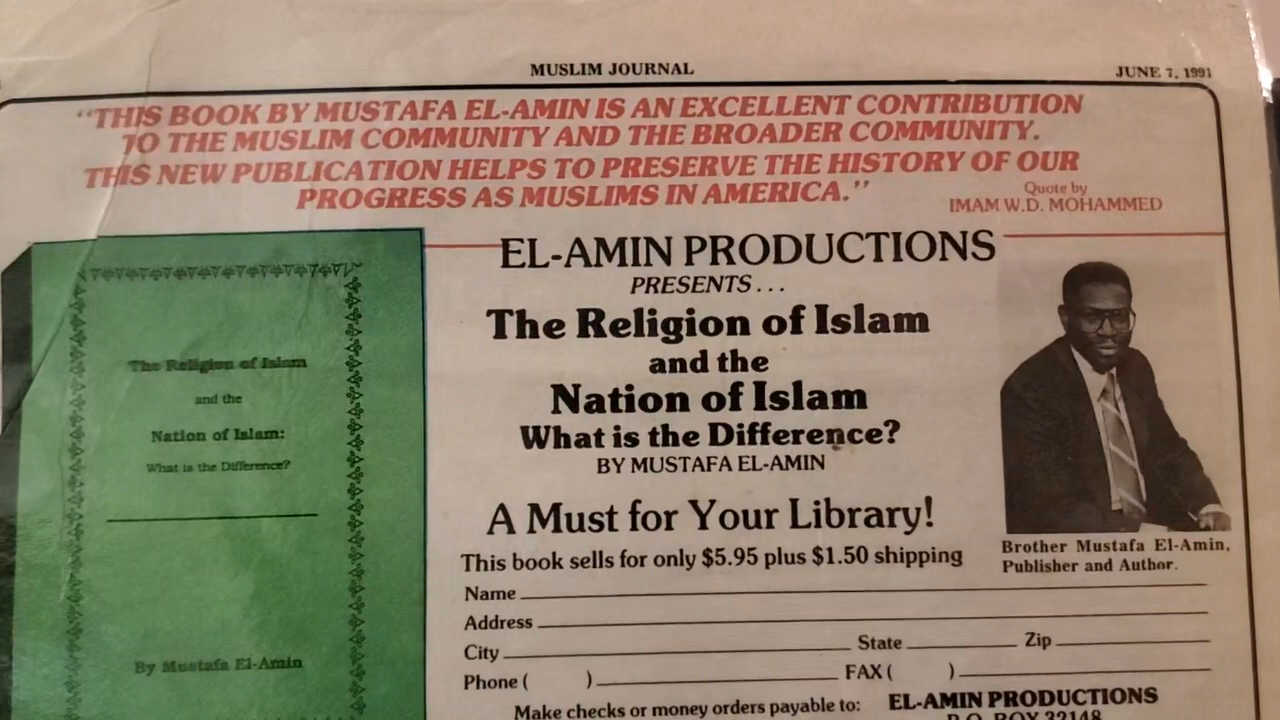 MUSLIM JOURNAL
JUNE 7, 1991
“THIS BOOK BY MUSTAFA EL-AMIN IS AN EXCELLENT CONTRIBUTION
TO THE MUSLIM COMMUNITY AND THE BROADER COMMUNITY.
THIS NEW PUBLICATION HELPS TO PRESERVE THE HISTORY OF OUR
PROGRESS AS MUSLIMS IN AMERICA.”
Quote by
IMAM W.D. MOHAMMED
The Religion of Islam
and the
Nation of Islam:
What is the Difference?
By Mustafa El-Amin
EL-AMIN PRODUCTIONS
PRESENTS...
The Religion of Islam
and the
Nation of Islam
What is the Difference?
BY MUSTAFA EL-AMIN
A Must for Your Library!
This book sells for only $5.95 plus $1.50 shipping
Brother Mustafa El-Amin,
Publisher and Author.
Name
Address
City State Zip
Phone ( ) FAX ( )
Make checks or money orders payable to: EL-AMIN PRODUCTIONS
P.O. BOX 32148